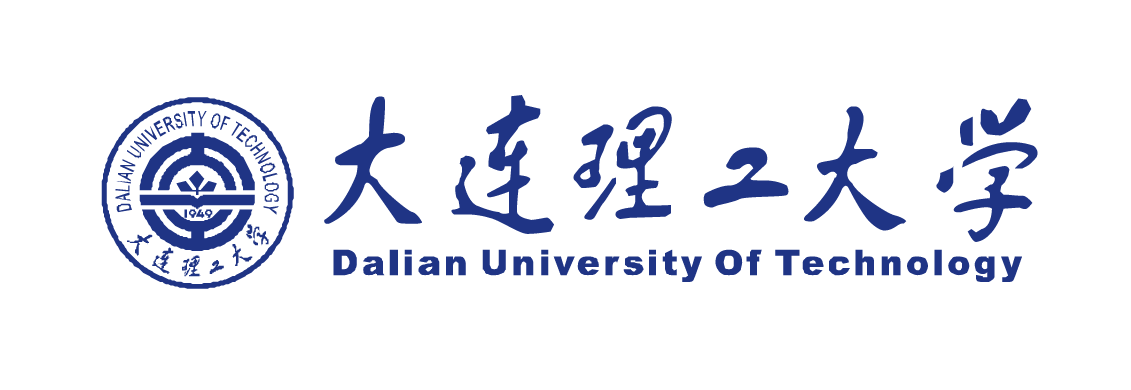 DALIAN UNIVERSITY OF TECHNOLOGY
1949
大连理工大学
大连理工大学
Dalian University Of Technology